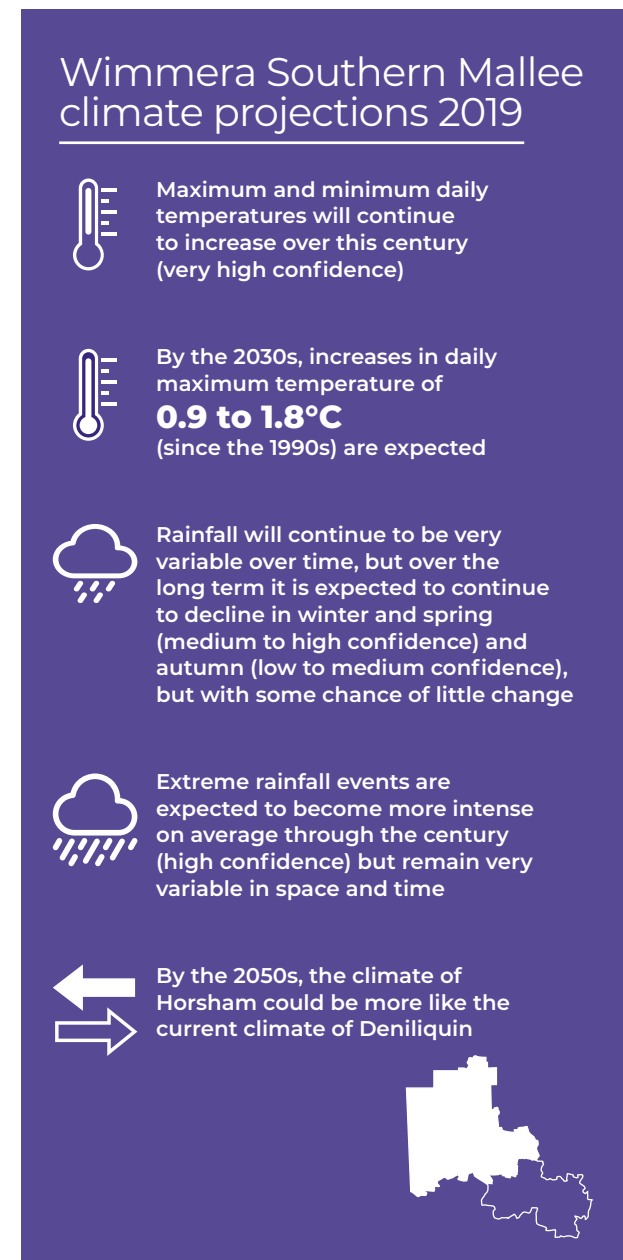 Wimmera Southern Mallee
climate projections 2019
Maximum and minimum daily
temperatures will continue
to increase over this century
(very high confidence)
By the 2030s, increases in daily
maximum temperature of
0.9 to 1.8°C
(since the 1990s) are expected
Rainfall will continue to be very
variable over time, but over the
long term it is expected to continue
to decline in winter and spring
(medium to high confidence) and
autumn (low to medium confidence),
but with some chance of little change
Extreme rainfall events are
expected to become more intense
on average through the century
(high confidence) but remain very
variable in space and time
By the 2050s, the climate of
Horsham could be more like the
current climate of Deniliquin